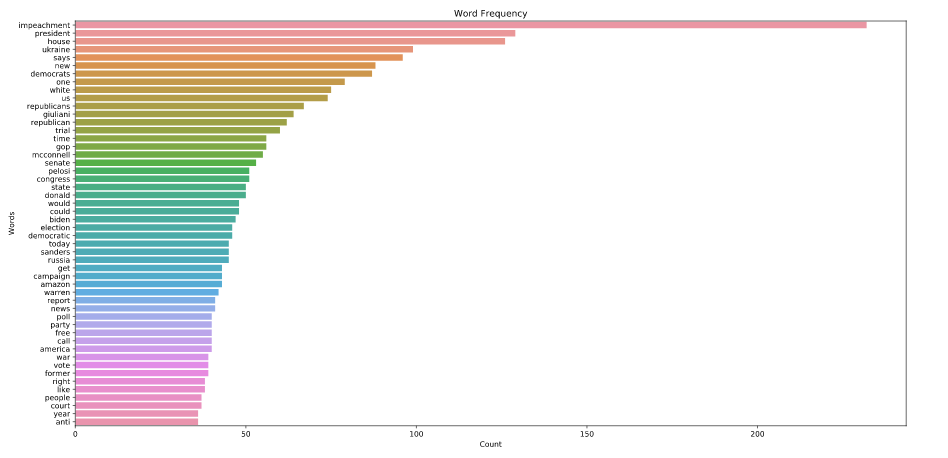 Word Frequency
impeachment
president
house
ukraine
says
new
democrats
one
white
us
republicans
giuliani
republican
trial
time
gop
mcconnell
senate
pelosi
congress
state
donald
would
could
biden
election
democratic
today
sanders
russia
get
campaign
amazon
warren
report
news
poll
party
free
call
america
war
vote
former
right
like
people
court
year
anti
Words
0 50 100 150 200
Count